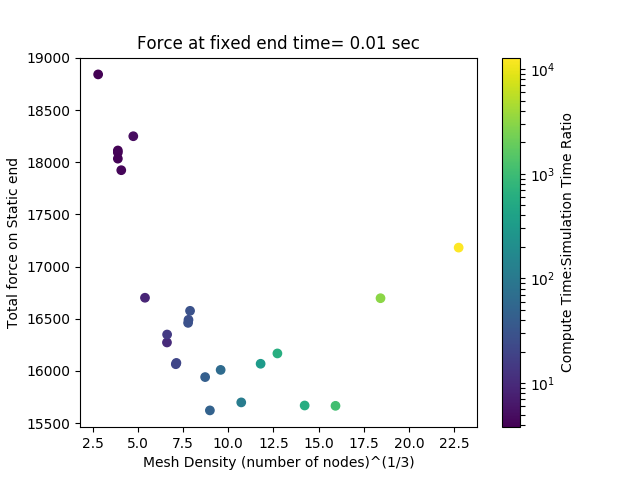 Force at fixed end time= 0.01 sec
Total force on Static end
19000
18500
18000
17500
17000
16500
16000
15500
2.5 5.0 7.5 10.0 12.5 15.0 17.5 20.0 22.5
Mesh Density (number of nodes)^(1/3)
10^4
10^3
10^2
10^1
Compute Time:Simulation Time Ratio